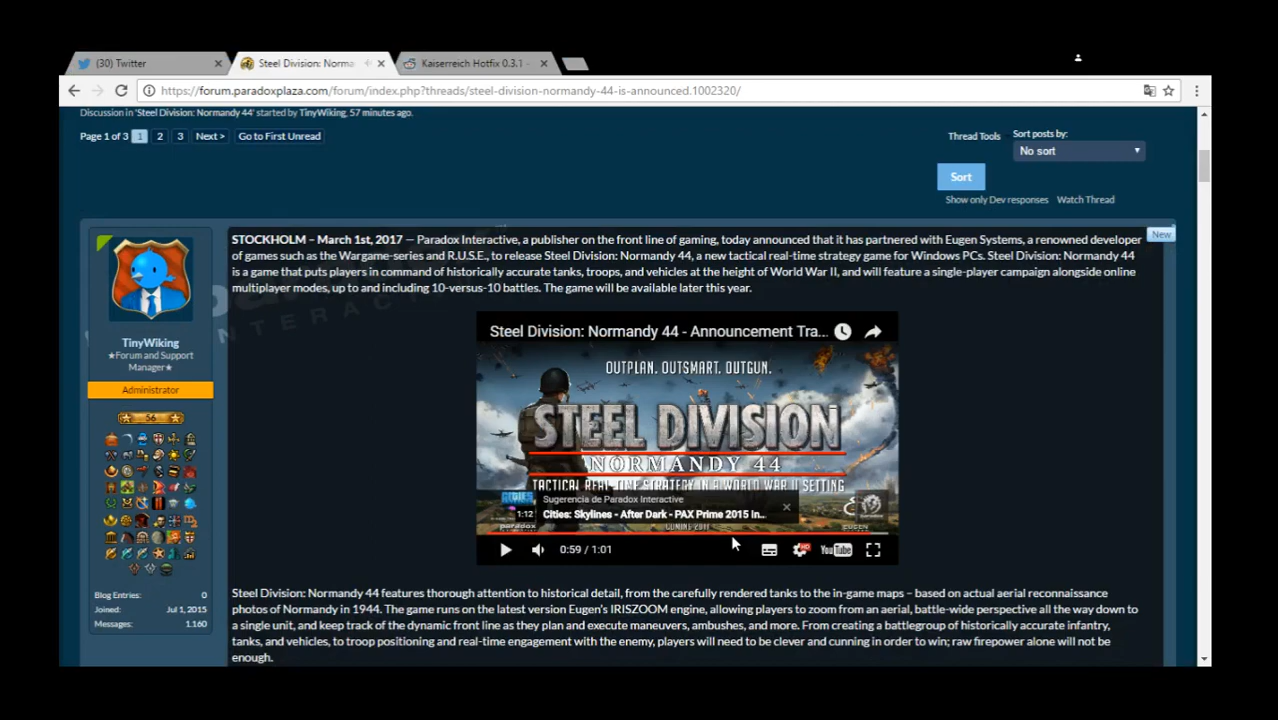 (30) Twitter
Steel Division: Norma
Kaiserreich Hotfix 0.3.1 -
https://forum.paradoxplaza.com/forum/index.php?threads/steel-division-normandy-44-is-announced.1002320/
Discussion in 'Steel Division: Normandy 44' started by TinyWiking, 57 minutes ago.
Page 1 of 3 1 2 3 Next > Go to First Unread
Thread Tools
Sort posts by:
No sort
Sort
Show only Dev responses Watch Thread
New
STOCKHOLM – March 1st, 2017 — Paradox Interactive, a publisher on the front line of gaming, today announced that it has partnered with Eugen Systems, a renowned developer
of games such as the Wargame-series and R.U.S.E., to release Steel Division: Normandy 44, a new tactical real-time strategy game for Windows PCs. Steel Division: Normandy 44
is a game that puts players in command of historically accurate tanks, troops, and vehicles at the height of World War II, and will feature a single-player campaign alongside online
multiplayer modes, up to and including 10-versus-10 battles. The game will be available later this year.
TinyWiking
★Forum and Support
Manager★
Administrator
56
Blog Entries: 0
Joined: Jul 1, 2015
Messages: 1.160
Steel Division: Normandy 44 - Announcement Tra...
OUTPLAN. OUTSMART. OUTGUN.
STEEL DIVISION
NORMANDY 44
TACTICAL REAL-TIME STRATEGY IN A WORLD WAR II SETTING
CITIES
Sugerencia de Paradox Interactive
1:12
Cities: Skylines - After Dark - PAX Prime 2015 In...
paradox
COMING 2017
EUGEN
0:59 / 1:01
HD
YouTube
Steel Division: Normandy 44 features thorough attention to historical detail, from the carefully rendered tanks to the in-game maps – based on actual aerial reconnaissance
photos of Normandy in 1944. The game runs on the latest version Eugen's IRISZOOM engine, allowing players to zoom from an aerial, battle-wide perspective all the way down to
a single unit, and keep track of the dynamic front line as they plan and execute maneuvers, ambushes, and more. From creating a battlegroup of historically accurate infantry,
tanks, and vehicles, to troop positioning and real-time engagement with the enemy, players will need to be clever and cunning in order to win; raw firepower alone will not be
enough.